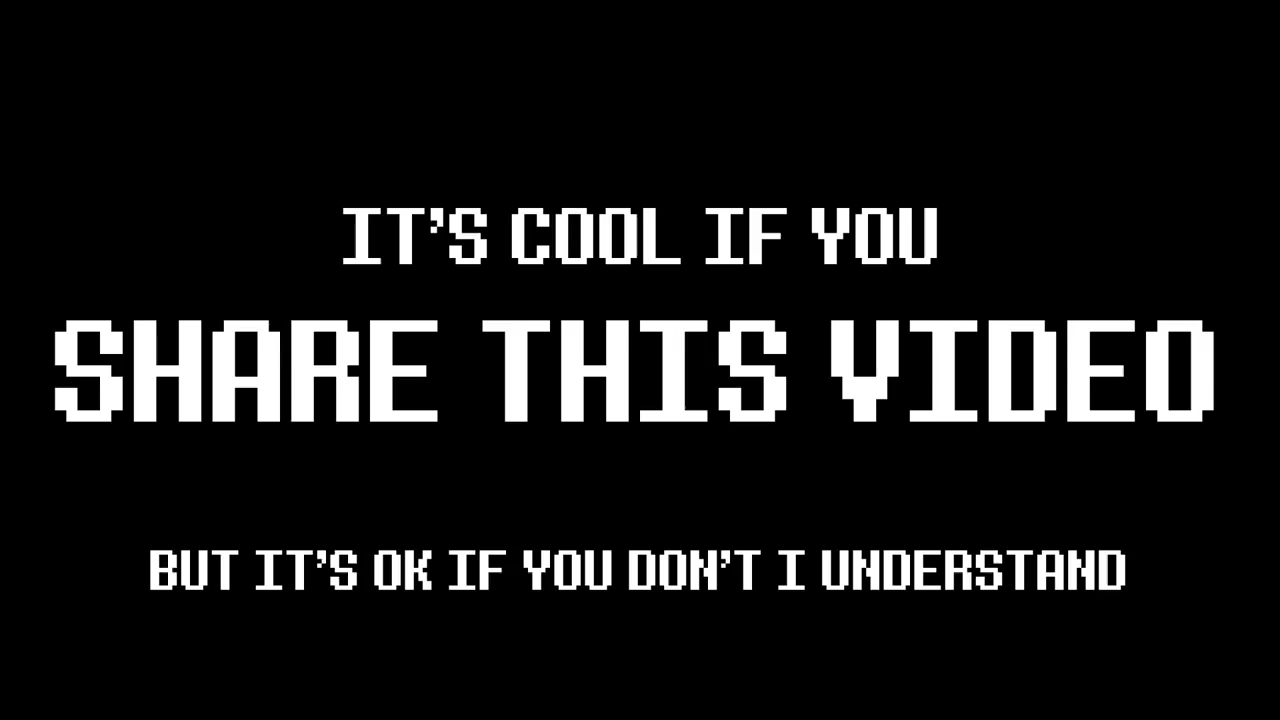 IT'S COOL IF YOU
SHARE THIS VIDEO
BUT IT'S OK IF YOU DON'T I UNDERSTAND